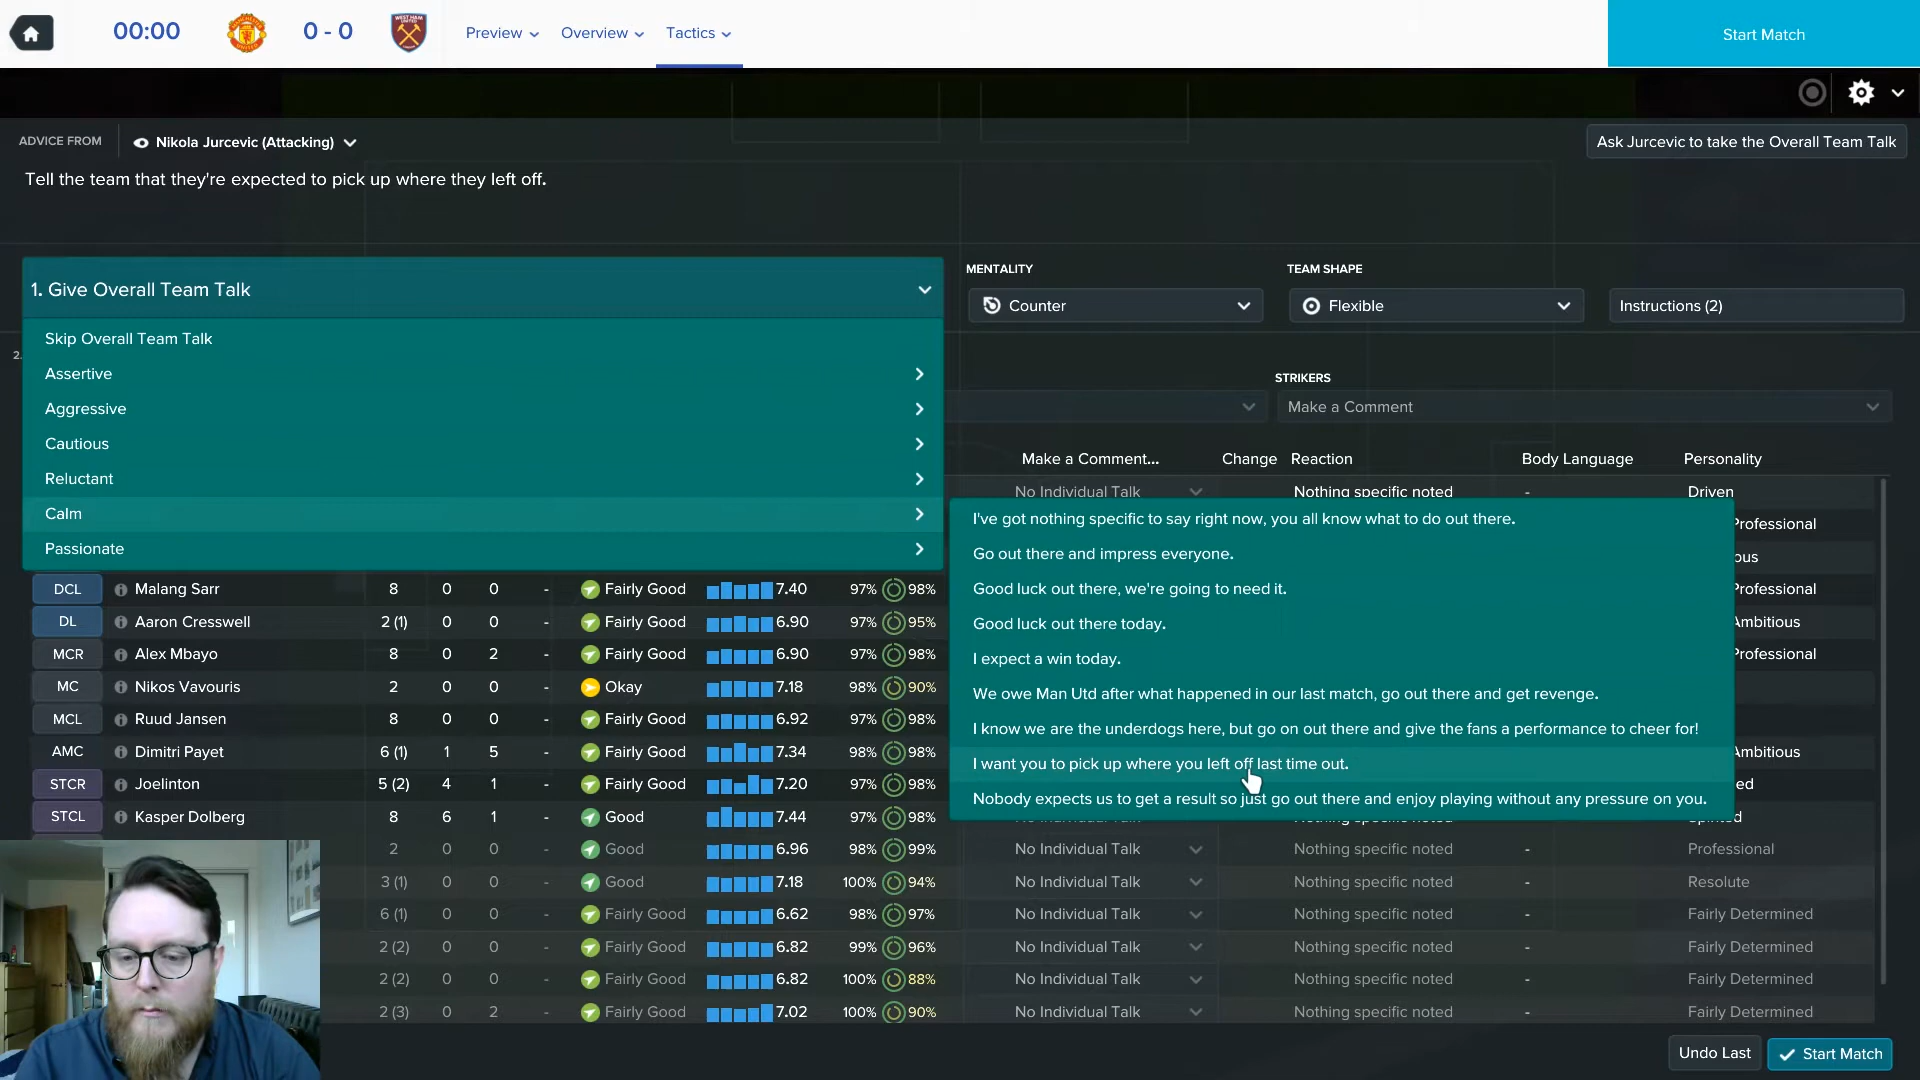 00:00
0 - 0
WEST HAM
UNITED
Preview
Overview
Tactics
Start Match
ADVICE FROM
Nikola Jurcevic (Attacking)
Ask Jurcevic to take the Overall Team Talk
Tell the team that they're expected to pick up where they left off.
1. Give Overall Team Talk
MENTALITY
TEAM SHAPE
Counter
Flexible
Instructions (2)
Skip Overall Team Talk
2.
Assertive
STRIKERS
Aggressive
Make a Comment
Cautious
Make a Comment... Change Reaction Body Language Personality
Reluctant
No Individual Talk Nothing specific noted - Driven
Calm
Passionate
I've got nothing specific to say right now, you all know what to do out there.
Go out there and impress everyone.
Good luck out there, we're going to need it.
Good luck out there today.
I expect a win today.
We owe Man Utd after what happened in our last match, go out there and get revenge.
I know we are the underdogs here, but go on out there and give the fans a performance to cheer for!
I want you to pick up where you left off last time out.
Nobody expects us to get a result so just go out there and enjoy playing without any pressure on you.
Professional
DCL Malang Sarr 8 0 0 - Fairly Good 7.40 97% 98% Professional
DL Aaron Cresswell 2 (1) 0 0 - Fairly Good 6.90 97% 95% Ambitious
MCR Alex Mbayo 8 0 2 - Fairly Good 6.90 97% 98% Professional
MC Nikos Vavouris 2 0 0 - Okay 7.18 98% 90%
MCL Ruud Jansen 8 0 0 - Fairly Good 6.92 97% 98%
AMC Dimitri Payet 6 (1) 1 5 - Fairly Good 7.34 98% 98% Ambitious
STCR Joelinton 5 (2) 4 1 - Fairly Good 7.20 97% 98%
STCL Kasper Dolberg 8 6 1 - Good 7.44 97% 98% No Individual Talk Nothing specific noted - Spirited
2 0 0 - Good 6.96 98% 99% No Individual Talk Nothing specific noted - Professional
3 (1) 0 0 - Good 7.18 100% 94% No Individual Talk Nothing specific noted - Resolute
6 (1) 0 0 - Fairly Good 6.62 98% 97% No Individual Talk Nothing specific noted - Fairly Determined
2 (2) 0 0 - Fairly Good 6.82 99% 96% No Individual Talk Nothing specific noted - Fairly Determined
2 (2) 0 0 - Fairly Good 6.82 100% 88% No Individual Talk Nothing specific noted - Fairly Determined
2 (3) 0 2 - Fairly Good 7.02 100% 90% No Individual Talk Nothing specific noted - Fairly Determined
Undo Last
Start Match